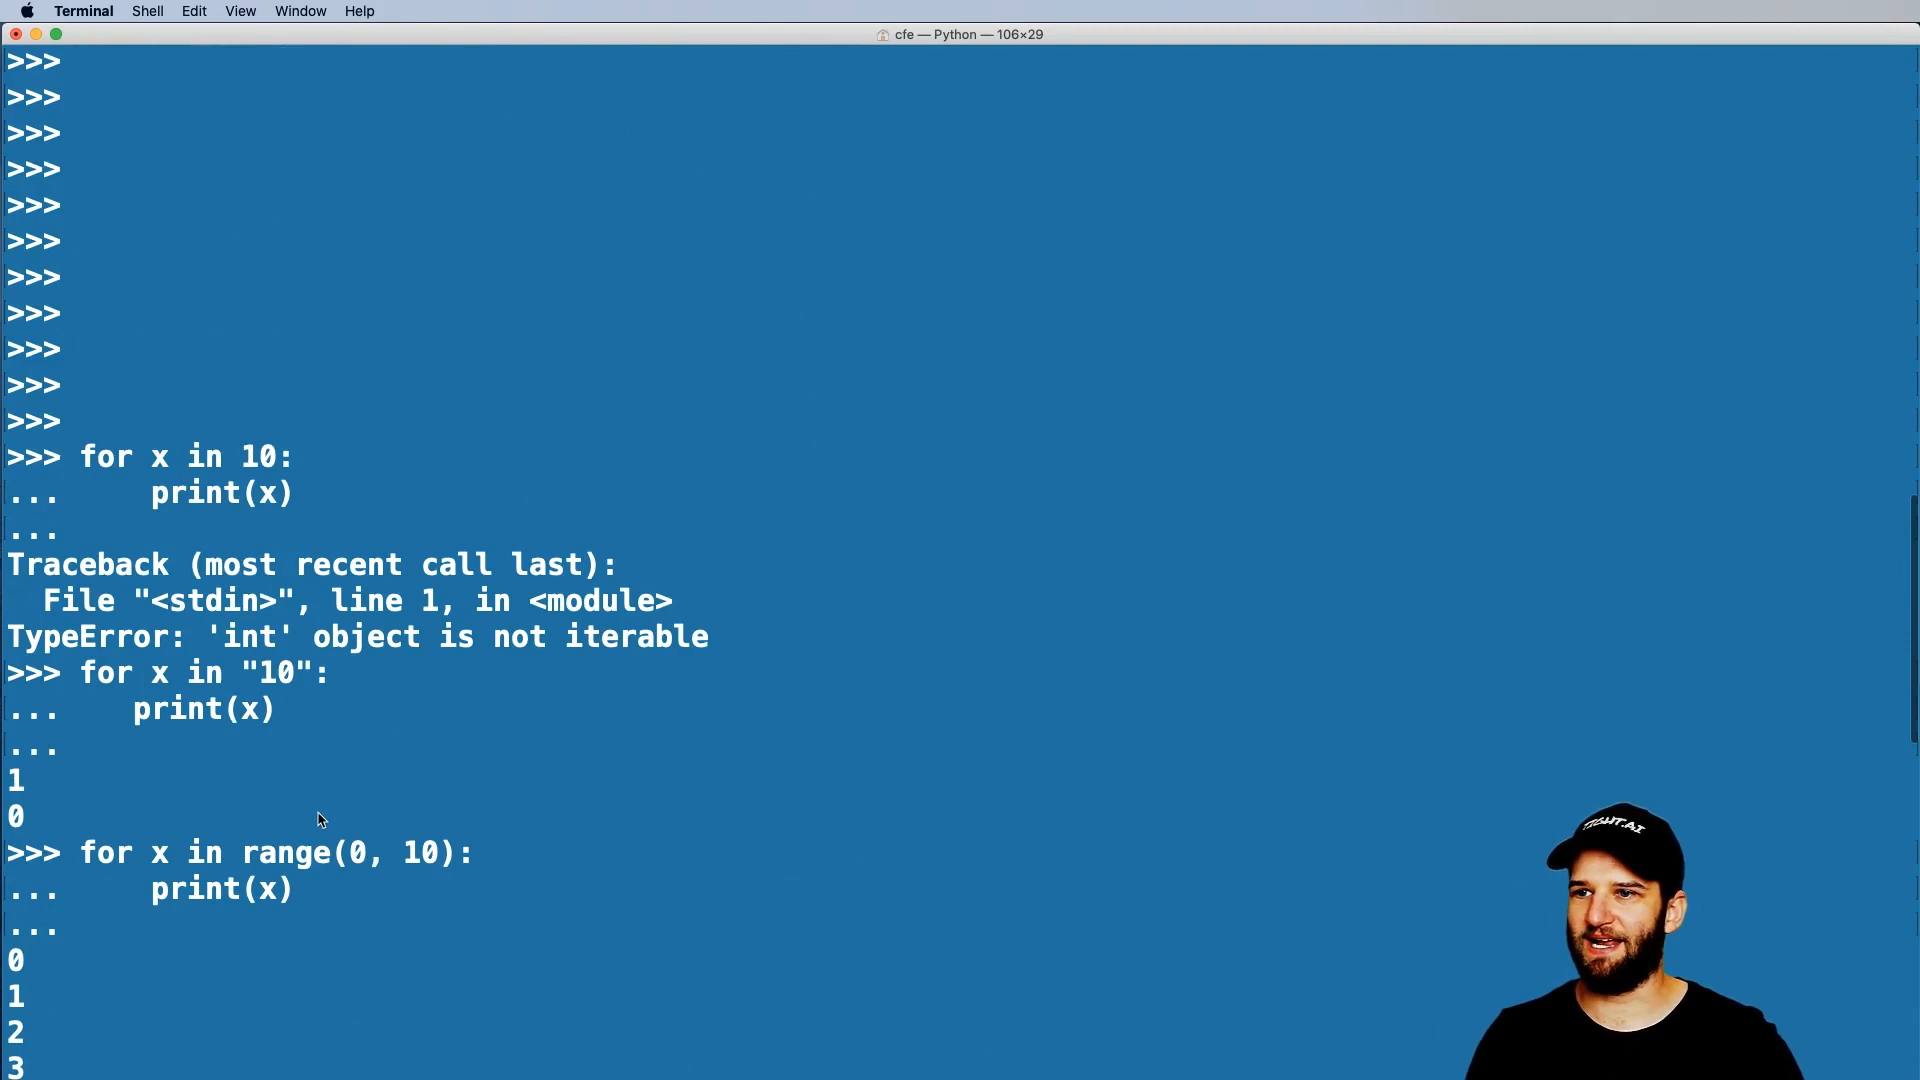 Terminal Shell Edit View Window Help
cfe — Python — 106×29
>>>
>>>
>>>
>>>
>>>
>>>
>>>
>>>
>>>
>>>
>>>
>>> for x in 10:
...     print(x)
...
Traceback (most recent call last):
  File "<stdin>", line 1, in <module>
TypeError: 'int' object is not iterable
>>> for x in "10":
...    print(x)
...
1
0
>>> for x in range(0, 10):
...     print(x)
...
0
1
2
3